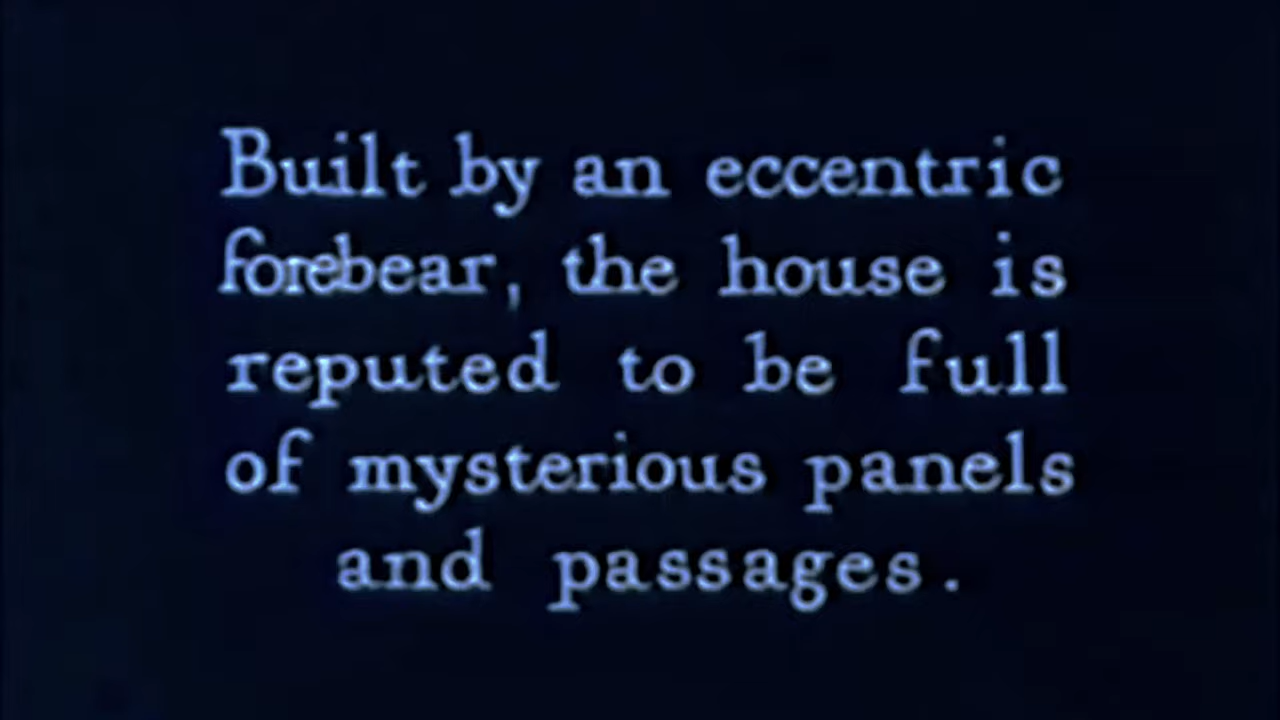 Built by an eccentric
forebear, the house is
reputed to be full
of mysterious panels
and passages.